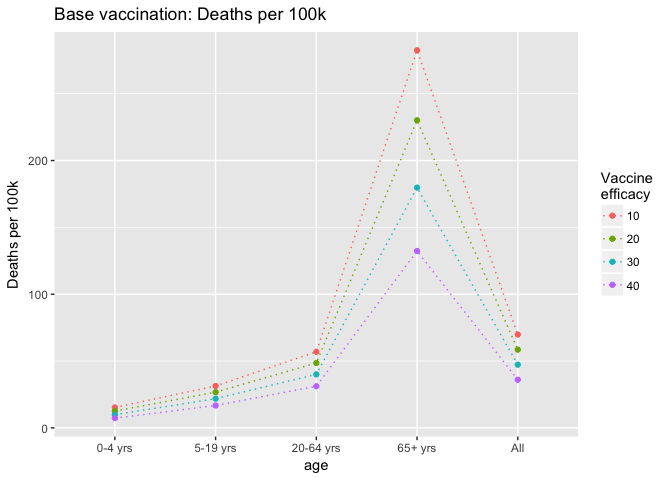 Base vaccination: Deaths per 100k
Deaths per 100k
200
100
0
0-4 yrs
5-19 yrs
20-64 yrs
65+ yrs
All
age
Vaccine
efficacy
10
20
30
40